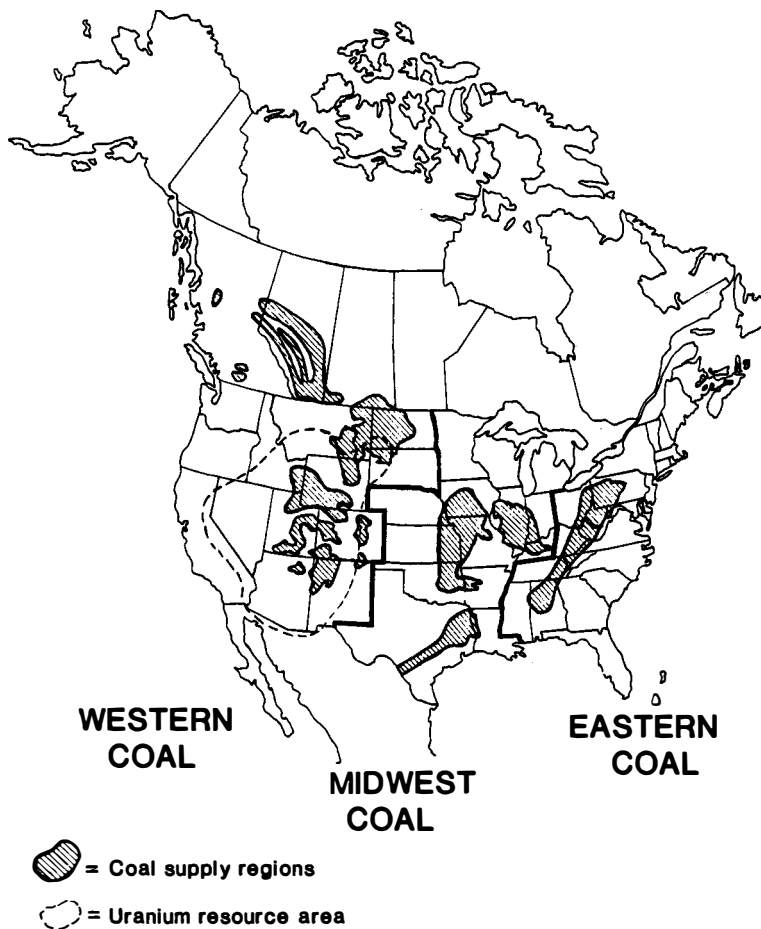 WESTERN
COAL
MIDWEST
COAL
EASTERN
COAL
= Coal supply regions
= Uranium resource area